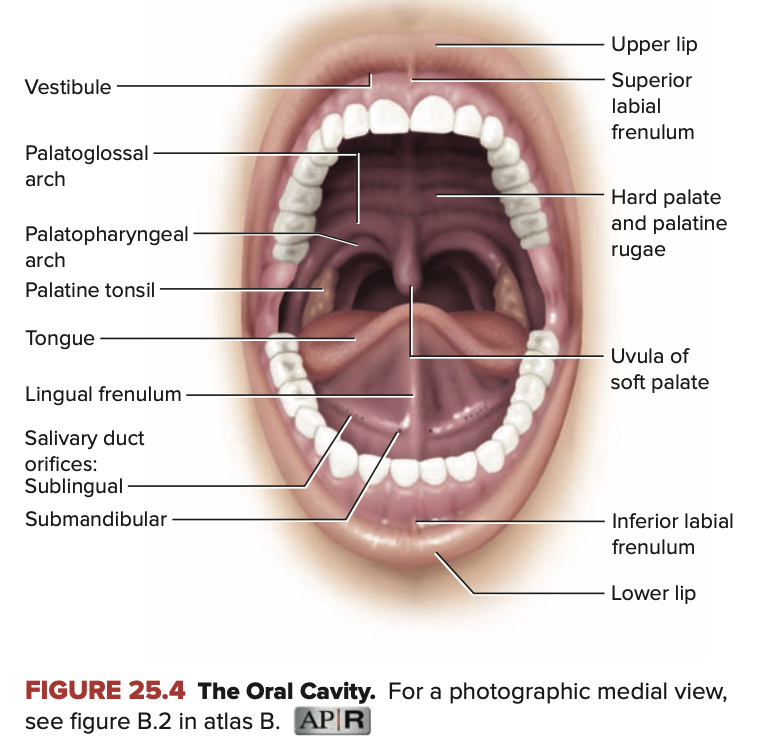 Upper lip
Vestibule
Superior
labial
frenulum
Palatoglossal
arch
Hard palate
and palatine
rugae
Palatopharyngeal
arch
Palatine tonsil
Tongue
Uvula of
soft palate
Lingual frenulum
Salivary duct
orifices:
Sublingual
Submandibular
Inferior labial
frenulum
Lower lip
FIGURE 25.4 The Oral Cavity. For a photographic medial view,
see figure B.2 in atlas B. AP|R